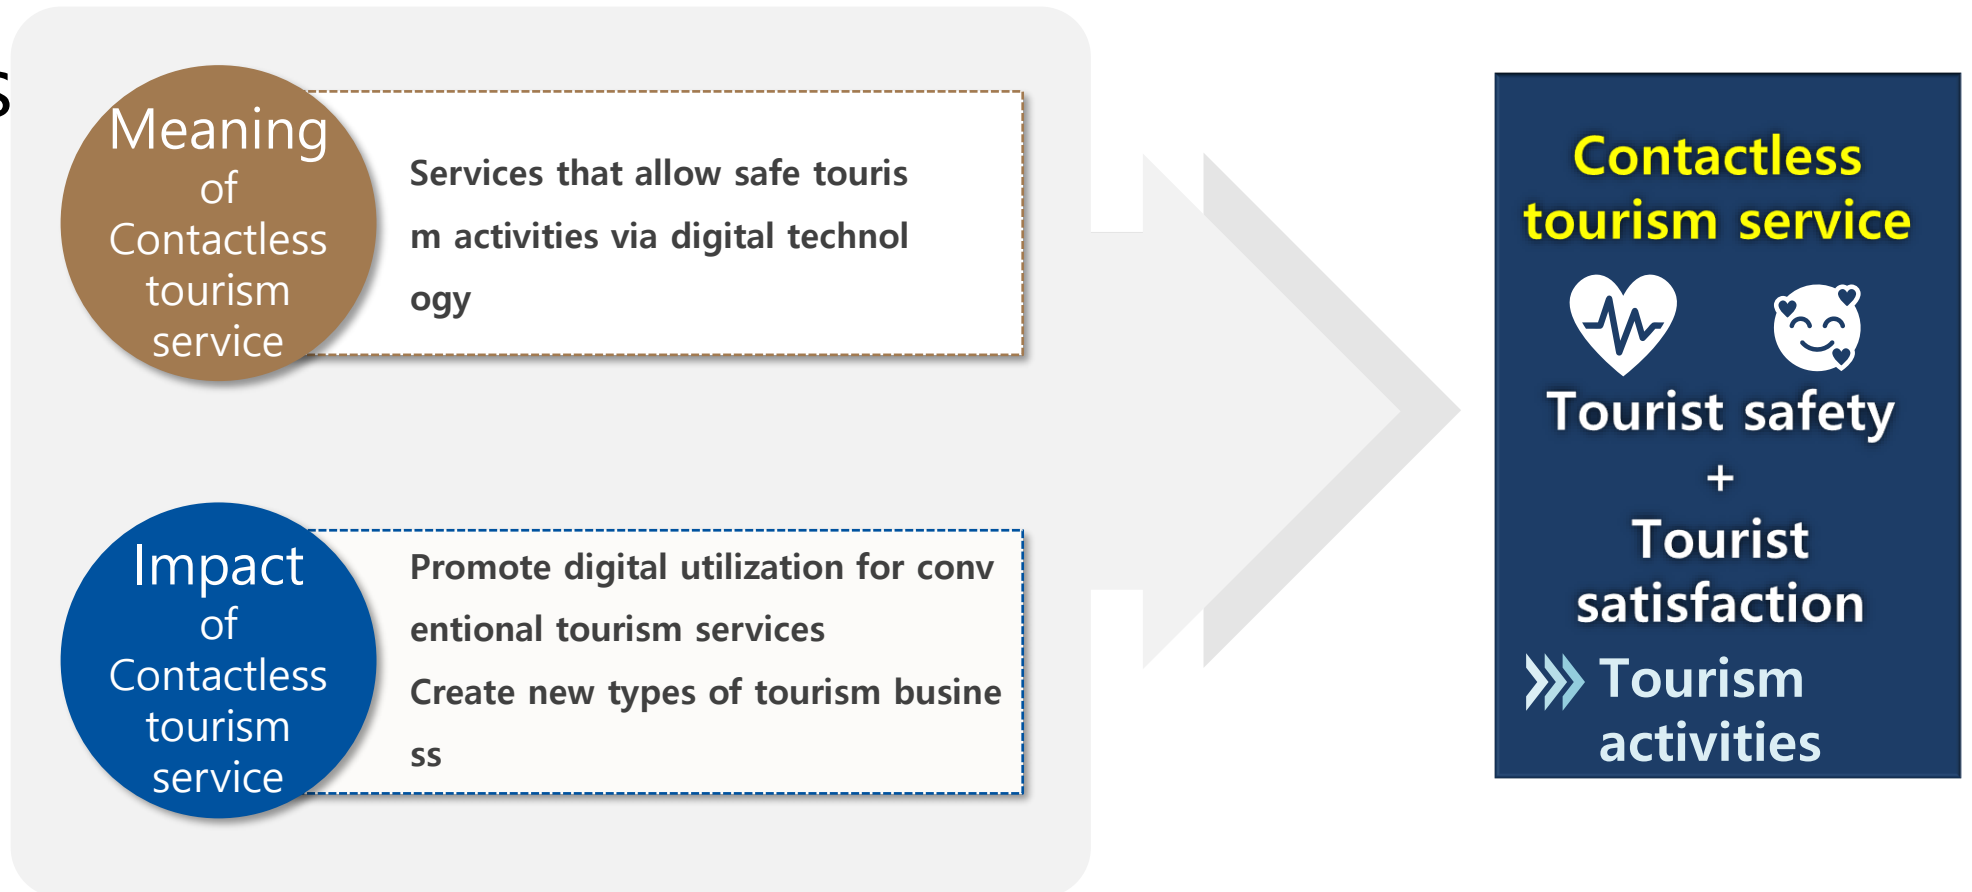 s
Meaning
of
Contactless
tourism
service
Services that allow safe touris
m activities via digital technol
ogy
Impact
of
Contactless
tourism
service
Promote digital utilization for conv
entional tourism services
Create new types of tourism busine
ss
Contactless
tourism service
Tourist safety
+
Tourist
satisfaction
Tourism
activities